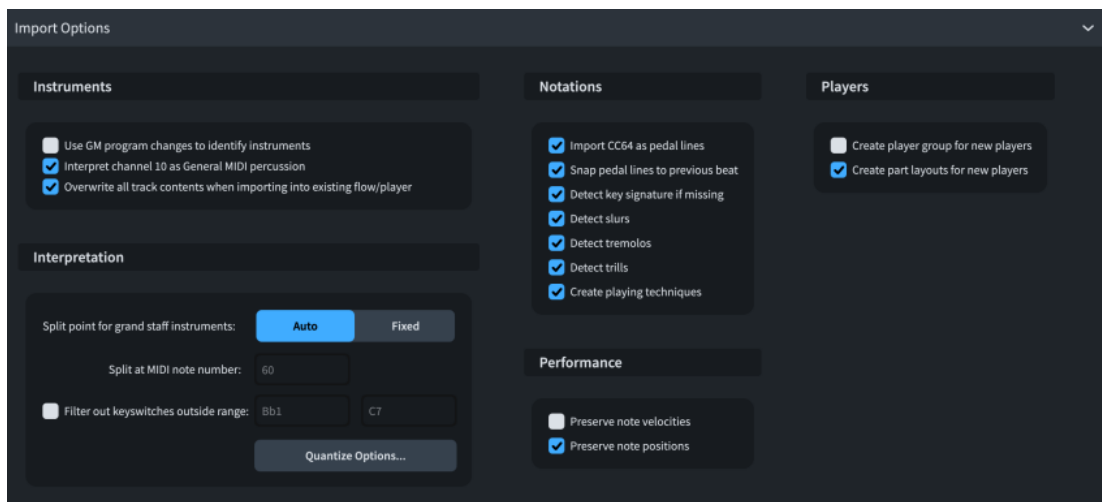 Import Options
Instruments
Use GM program changes to identify instruments
Interpret channel 10 as General MIDI percussion
Overwrite all track contents when importing into existing flow/player
Interpretation
Split point for grand staff instruments:
Auto
Fixed
Split at MIDI note number:
60
Filter out keyswitches outside range:
Bb1
C7
Quantize Options...
Notations
Import CC64 as pedal lines
Snap pedal lines to previous beat
Detect key signature if missing
Detect slurs
Detect tremolos
Detect trills
Create playing techniques
Performance
Preserve note velocities
Preserve note positions
Players
Create player group for new players
Create part layouts for new players